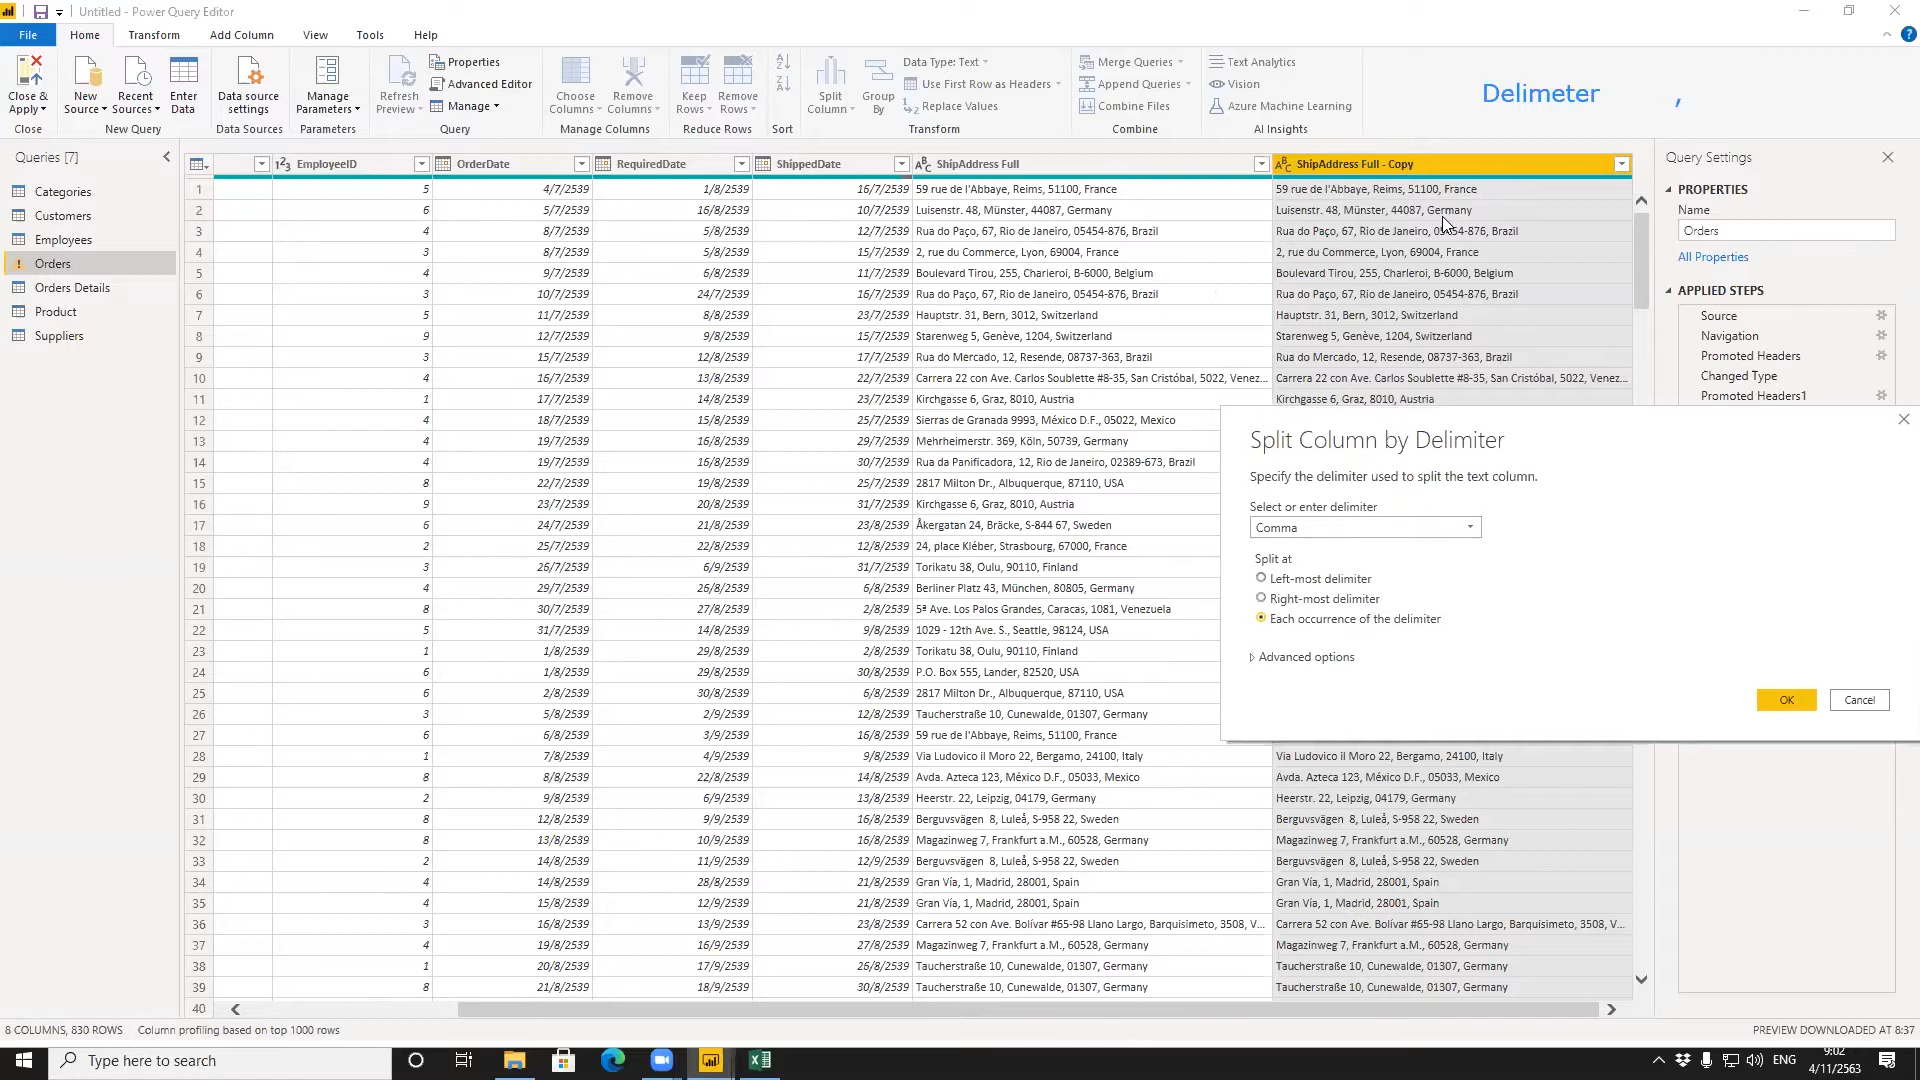 Untitled - Power Query Editor
File Home Transform Add Column View Tools Help
Close & Apply
New Source
Recent Sources
Enter Data
Data source settings
Manage Parameters
Refresh Preview
Properties
Advanced Editor
Manage
Choose Columns
Remove Columns
Keep Rows
Remove Rows
Split Column
Group By
Data Type: Text
Use First Row as Headers
Replace Values
Merge Queries
Append Queries
Combine Files
Text Analytics
Vision
Azure Machine Learning
Close New Query Data Sources Parameters Query Manage Columns Reduce Rows Sort Transform Combine AI Insights
Delimeter ,
Queries [7]
Categories
Customers
Employees
Orders
Orders Details
Product
Suppliers
EmployeeID OrderDate RequiredDate ShippedDate ShipAddress Full ShipAddress Full - Copy
1 5 4/7/2539 1/8/2539 16/7/2539 59 rue de l'Abbaye, Reims, 51100, France 59 rue de l'Abbaye, Reims, 51100, France
2 6 5/7/2539 16/8/2539 10/7/2539 Luisenstr. 48, Münster, 44087, Germany Luisenstr. 48, Münster, 44087, Germany
3 4 8/7/2539 5/8/2539 12/7/2539 Rua do Paço, 67, Rio de Janeiro, 05454-876, Brazil Rua do Paço, 67, Rio de Janeiro, 05454-876, Brazil
4 3 8/7/2539 5/8/2539 15/7/2539 2, rue du Commerce, Lyon, 69004, France 2, rue du Commerce, Lyon, 69004, France
5 4 9/7/2539 6/8/2539 11/7/2539 Boulevard Tirou, 255, Charleroi, B-6000, Belgium Boulevard Tirou, 255, Charleroi, B-6000, Belgium
6 3 10/7/2539 24/7/2539 16/7/2539 Rua do Paço, 67, Rio de Janeiro, 05454-876, Brazil Rua do Paço, 67, Rio de Janeiro, 05454-876, Brazil
7 5 11/7/2539 8/8/2539 23/7/2539 Hauptstr. 31, Bern, 3012, Switzerland Hauptstr. 31, Bern, 3012, Switzerland
8 9 12/7/2539 9/8/2539 15/7/2539 Starenweg 5, Genève, 1204, Switzerland Starenweg 5, Genève, 1204, Switzerland
9 3 15/7/2539 12/8/2539 17/7/2539 Rua do Mercado, 12, Resende, 08737-363, Brazil Rua do Mercado, 12, Resende, 08737-363, Brazil
10 4 16/7/2539 13/8/2539 22/7/2539 Carrera 22 con Ave. Carlos Soublette #8-35, San Cristóbal, 5022, Venez... Carrera 22 con Ave. Carlos Soublette #8-35, San Cristóbal, 5022, Venez...
11 1 17/7/2539 14/8/2539 23/7/2539 Kirchgasse 6, Graz, 8010, Austria Kirchgasse 6, Graz, 8010, Austria
12 4 18/7/2539 15/8/2539 25/7/2539 Sierras de Granada 9993, México D.F., 05022, Mexico
13 4 19/7/2539 16/8/2539 29/7/2539 Mehrheimerstr. 369, Köln, 50739, Germany
14 4 19/7/2539 16/8/2539 30/7/2539 Rua da Panificadora, 12, Rio de Janeiro, 02389-673, Brazil
15 8 22/7/2539 19/8/2539 25/7/2539 2817 Milton Dr., Albuquerque, 87110, USA
16 9 23/7/2539 20/8/2539 31/7/2539 Kirchgasse 6, Graz, 8010, Austria
17 6 24/7/2539 21/8/2539 23/8/2539 Åkergatan 24, Bräcke, S-844 67, Sweden
18 2 25/7/2539 22/8/2539 12/8/2539 24, place Kléber, Strasbourg, 67000, France
19 3 26/7/2539 6/9/2539 31/7/2539 Torikatu 38, Oulu, 90110, Finland
20 4 29/7/2539 26/8/2539 6/8/2539 Berliner Platz 43, München, 80805, Germany
21 8 30/7/2539 27/8/2539 2/8/2539 5ª Ave. Los Palos Grandes, Caracas, 1081, Venezuela
22 5 31/7/2539 14/8/2539 9/8/2539 1029 - 12th Ave. S., Seattle, 98124, USA
23 1 1/8/2539 29/8/2539 2/8/2539 Torikatu 38, Oulu, 90110, Finland
24 6 1/8/2539 29/8/2539 30/8/2539 P.O. Box 555, Lander, 82520, USA
25 6 2/8/2539 30/8/2539 6/8/2539 2817 Milton Dr., Albuquerque, 87110, USA
26 3 5/8/2539 2/9/2539 12/8/2539 Taucherstraße 10, Cunewalde, 01307, Germany
27 6 6/8/2539 3/9/2539 16/8/2539 59 rue de l'Abbaye, Reims, 51100, France
28 1 7/8/2539 4/9/2539 9/8/2539 Via Ludovico il Moro 22, Bergamo, 24100, Italy Via Ludovico il Moro 22, Bergamo, 24100, Italy
29 8 8/8/2539 22/8/2539 14/8/2539 Avda. Azteca 123, México D.F., 05033, Mexico Avda. Azteca 123, México D.F., 05033, Mexico
30 2 9/8/2539 6/9/2539 13/8/2539 Heerstr. 22, Leipzig, 04179, Germany Heerstr. 22, Leipzig, 04179, Germany
31 8 12/8/2539 9/9/2539 16/8/2539 Berguvsvägen  8, Luleå, S-958 22, Sweden Berguvsvägen  8, Luleå, S-958 22, Sweden
32 8 13/8/2539 10/9/2539 16/8/2539 Magazinweg 7, Frankfurt a.M., 60528, Germany Magazinweg 7, Frankfurt a.M., 60528, Germany
33 2 14/8/2539 11/9/2539 12/9/2539 Berguvsvägen  8, Luleå, S-958 22, Sweden Berguvsvägen  8, Luleå, S-958 22, Sweden
34 4 14/8/2539 28/8/2539 21/8/2539 Gran Vía, 1, Madrid, 28001, Spain Gran Vía, 1, Madrid, 28001, Spain
35 4 15/8/2539 12/9/2539 21/8/2539 Gran Vía, 1, Madrid, 28001, Spain Gran Vía, 1, Madrid, 28001, Spain
36 3 16/8/2539 13/9/2539 23/8/2539 Carrera 52 con Ave. Bolívar #65-98 Llano Largo, Barquisimeto, 3508, V... Carrera 52 con Ave. Bolívar #65-98 Llano Largo, Barquisimeto, 3508, V...
37 4 19/8/2539 16/9/2539 27/8/2539 Magazinweg 7, Frankfurt a.M., 60528, Germany Magazinweg 7, Frankfurt a.M., 60528, Germany
38 1 20/8/2539 17/9/2539 26/8/2539 Taucherstraße 10, Cunewalde, 01307, Germany Taucherstraße 10, Cunewalde, 01307, Germany
39 8 21/8/2539 18/9/2539 30/8/2539 Taucherstraße 10, Cunewalde, 01307, Germany Taucherstraße 10, Cunewalde, 01307, Germany
40
Query Settings
PROPERTIES
Name
Orders
All Properties
APPLIED STEPS
Source
Navigation
Promoted Headers
Changed Type
Promoted Headers1
Split Column by Delimiter
Specify the delimiter used to split the text column.
Select or enter delimiter
Comma
Split at
Left-most delimiter
Right-most delimiter
Each occurrence of the delimiter
Advanced options
OK Cancel
8 COLUMNS, 830 ROWS Column profiling based on top 1000 rows PREVIEW DOWNLOADED AT 8:37
Type here to search ENG 9:02
4/11/2563